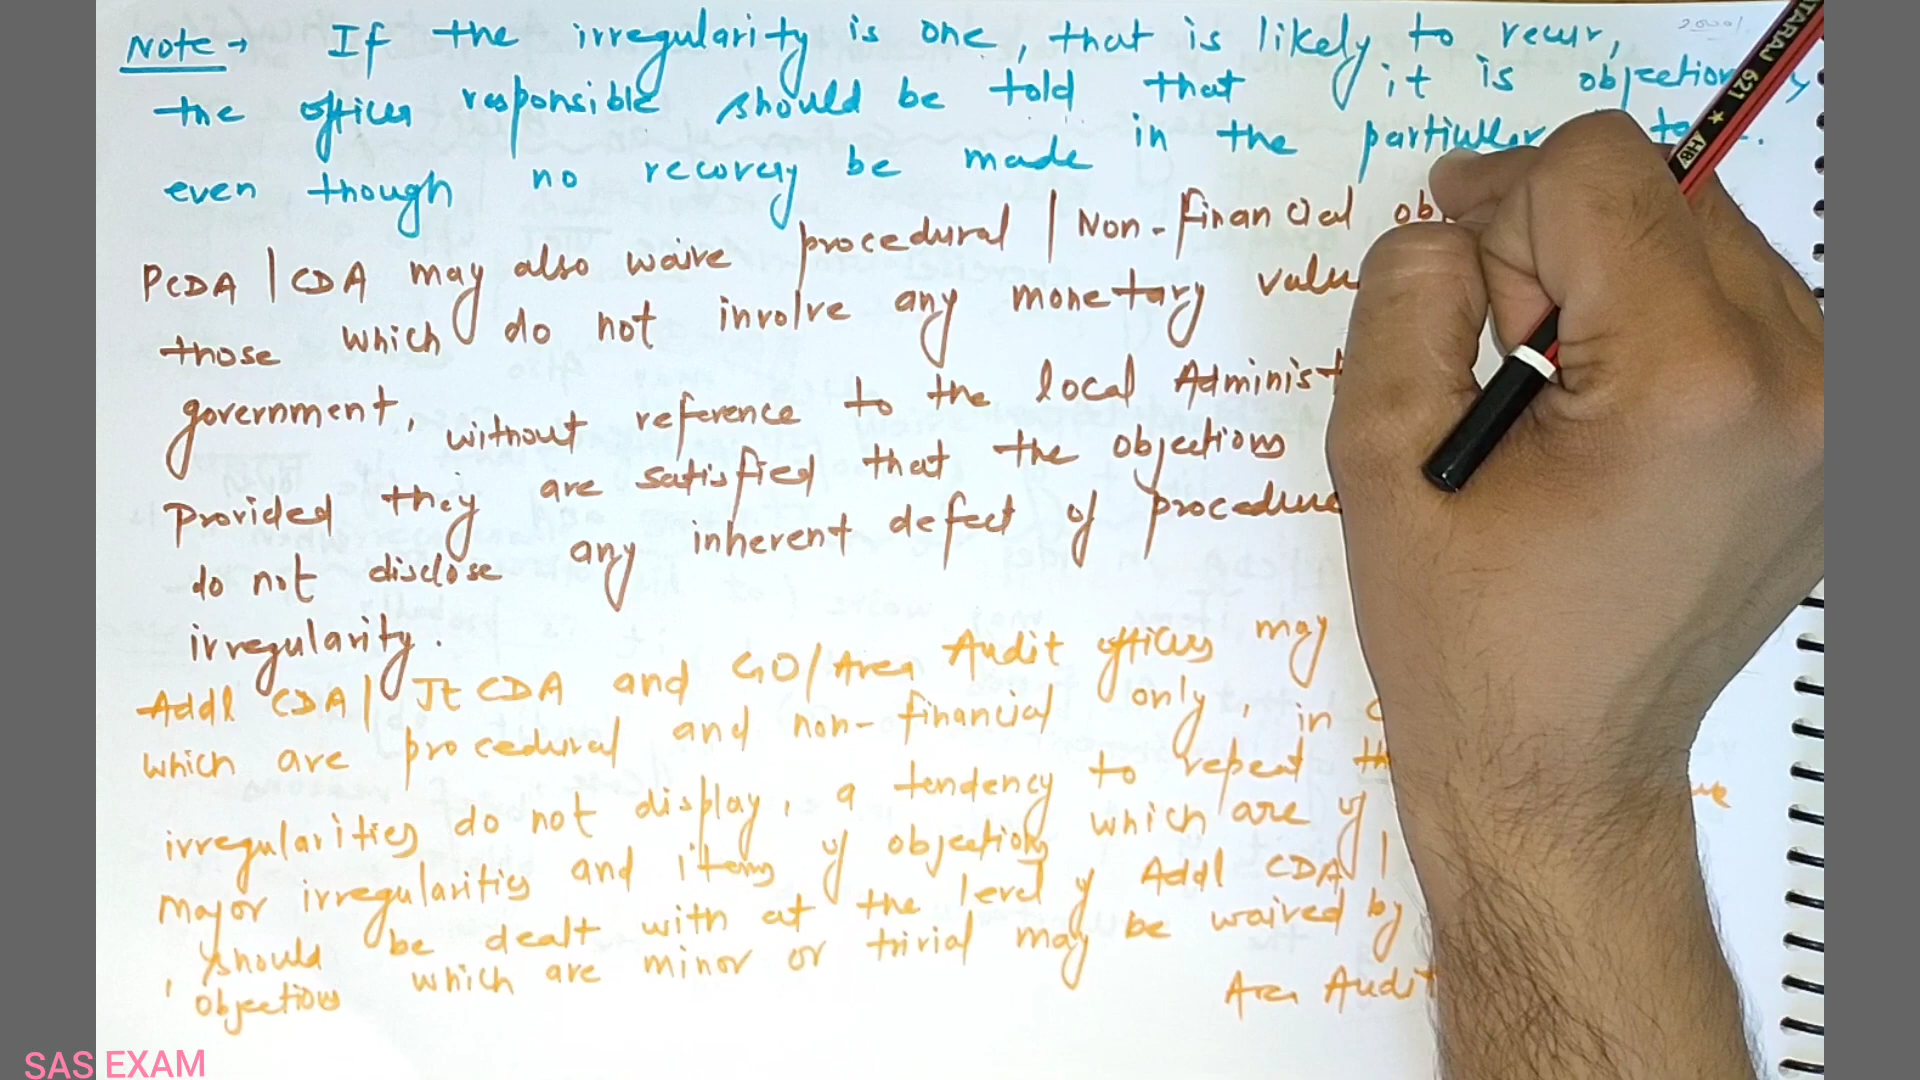 Note → If the irregularity is one, that is likely to recur,
the officer responsible should be told that it is
even though no recovery be made in the particular
PCDA | CDA may also waive procedural | Non-financial
those which do not involve any monetary
government, without reference to the local
Provided they are satisfied that the objections
do not disclose any inherent defect of procedure
irregularity.
Addl CDA | Jt CDA and GO/Area Audit offices may
which are procedural and non-financial only, in
irregularities do not display, a tendency to repeat
major irregularities and items of objections which are of
should be dealt with at the level of Addl CDA |
objections which are minor or trivial may be waived by
Area Audit
ATARAJ 621 ★ HB
SAS EXAM